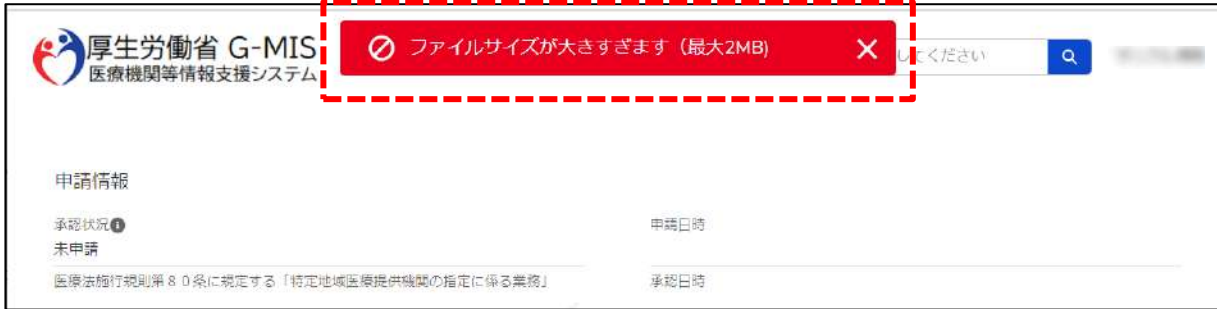 厚生労働省 G-MIS
医療機関等情報支援システム
ファイルサイズが大きすぎます（最大2MB)
してください
申請情報
承認状況
未申請
申請日時
医療法施行規則第８０条に規定する「特定地域医療提供機関の指定に係る業務」
承認日時